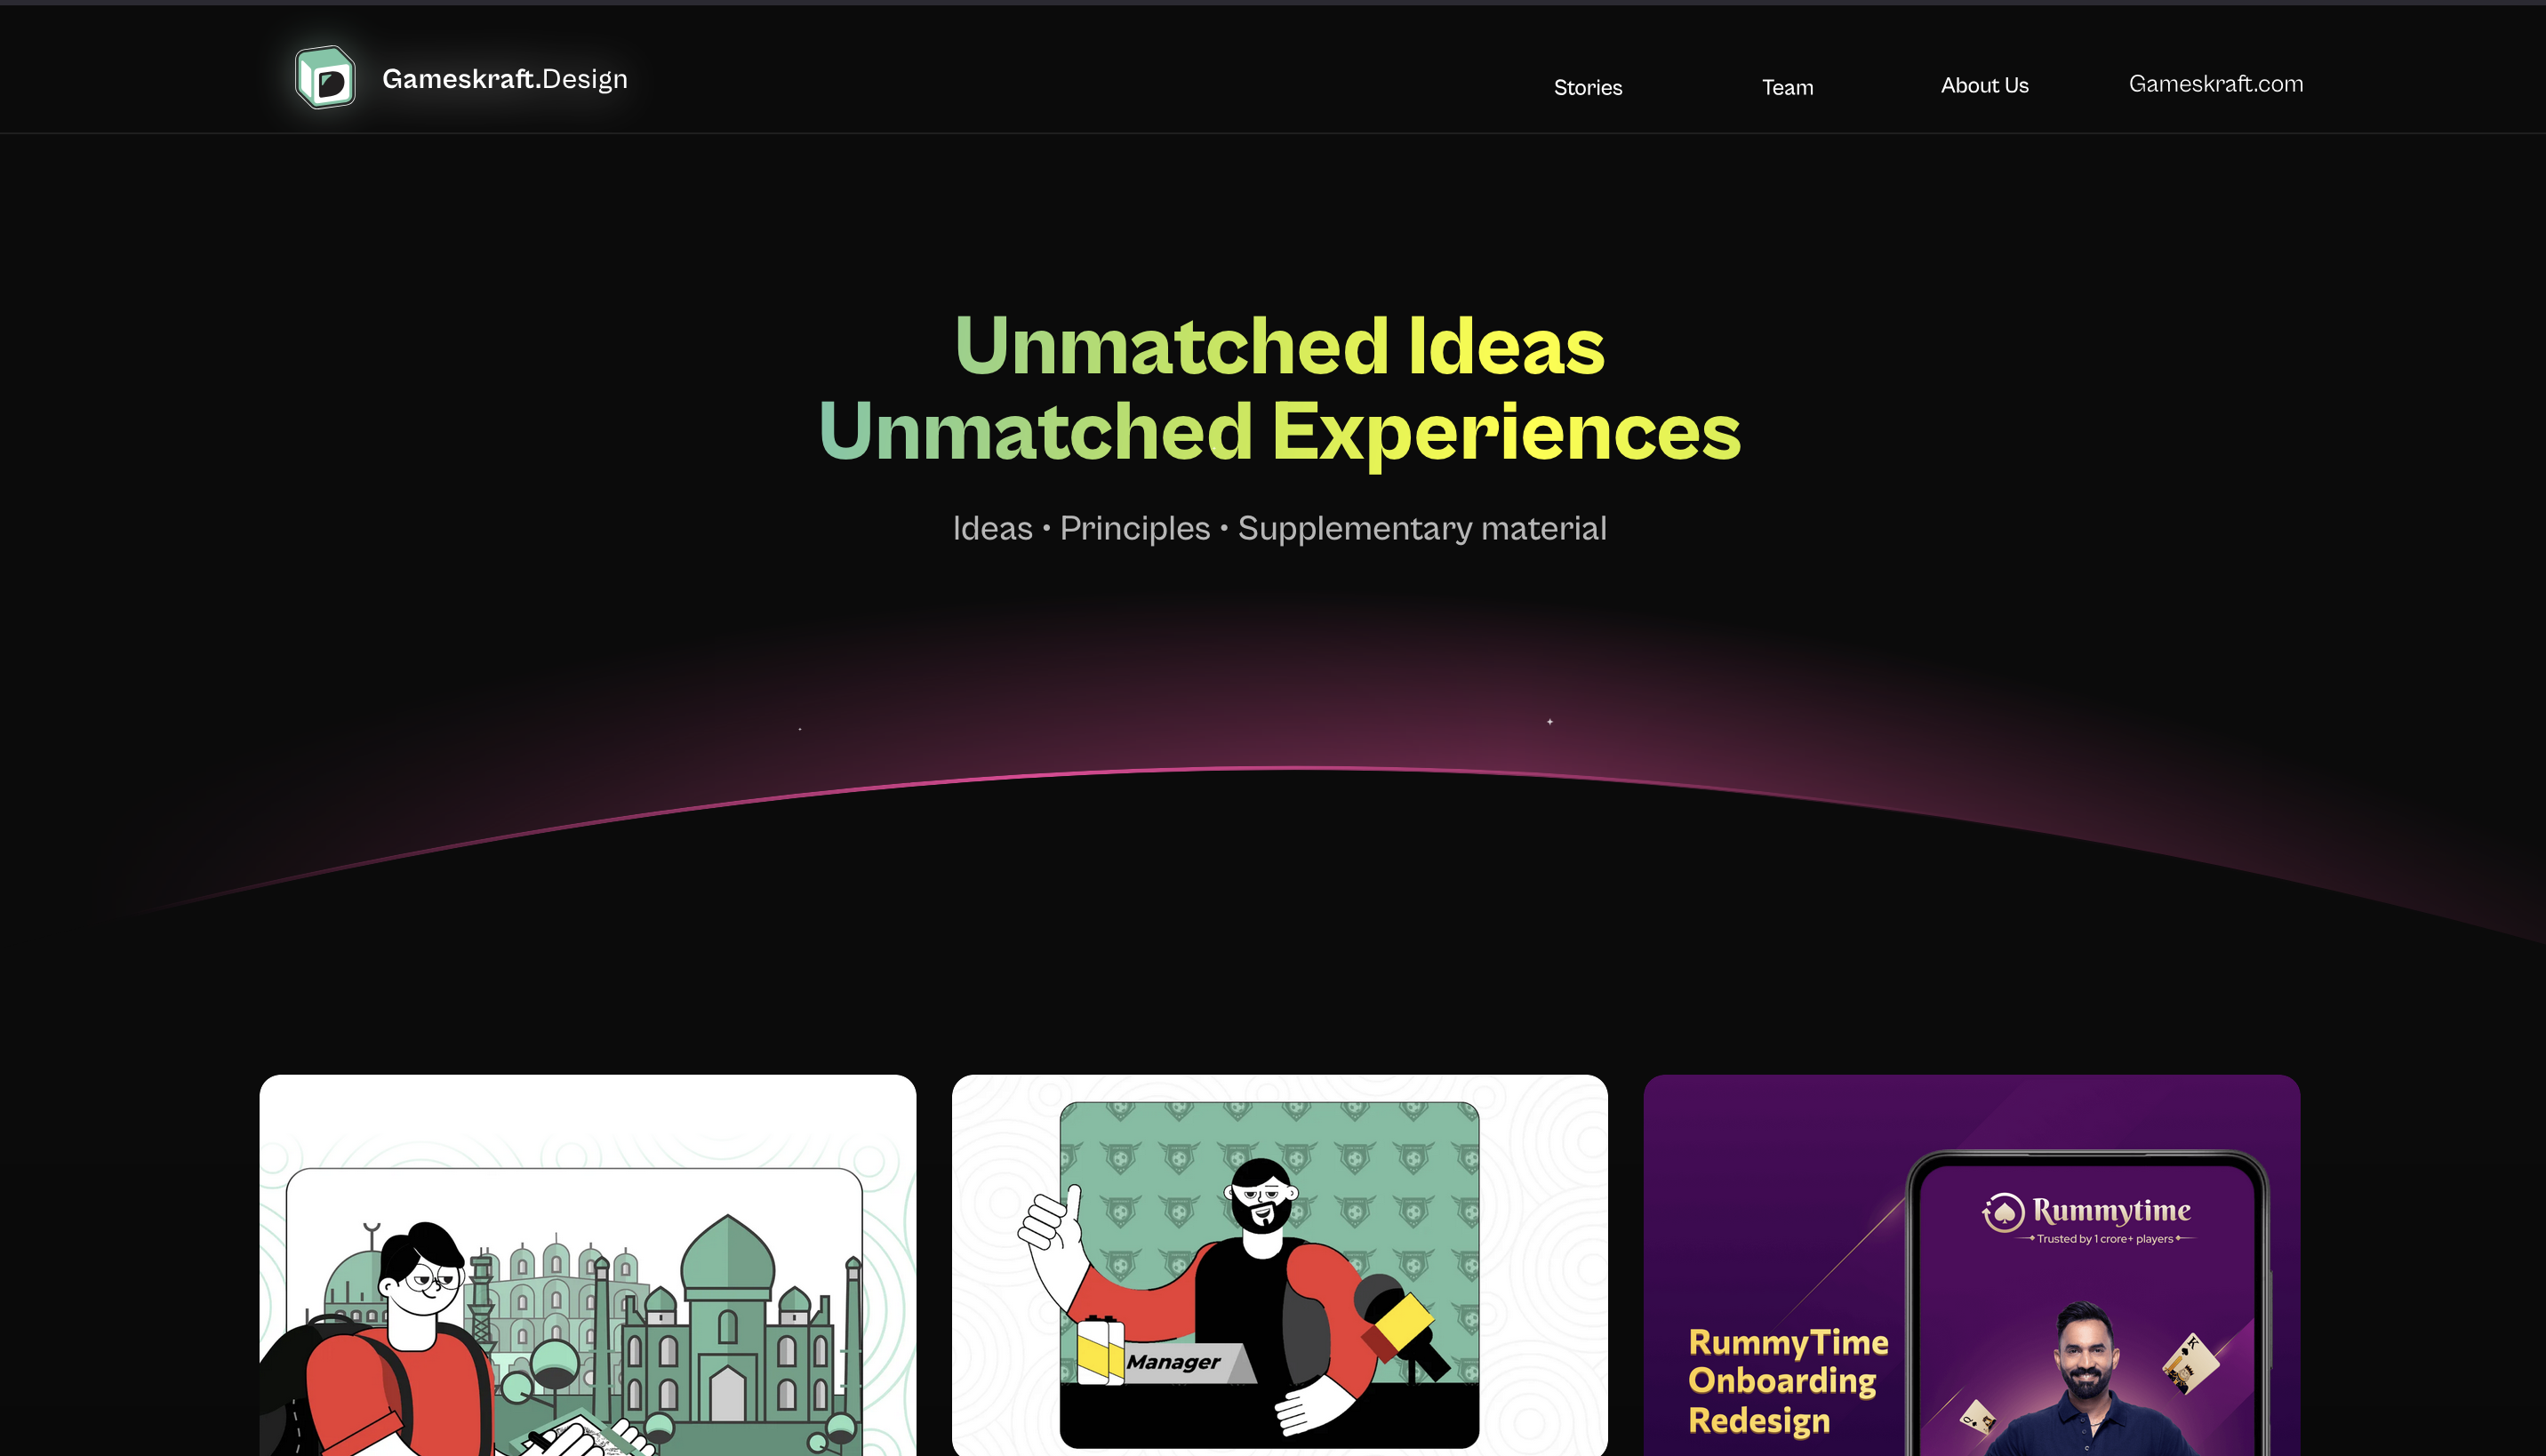 Gameskraft.Design
Stories
Team
About Us
Gameskraft.com
Unmatched Ideas
Unmatched Experiences
Ideas • Principles • Supplementary material
Manager
Rummytime
Trusted by 1 crore+ players
RummyTime
Onboarding
Redesign
K